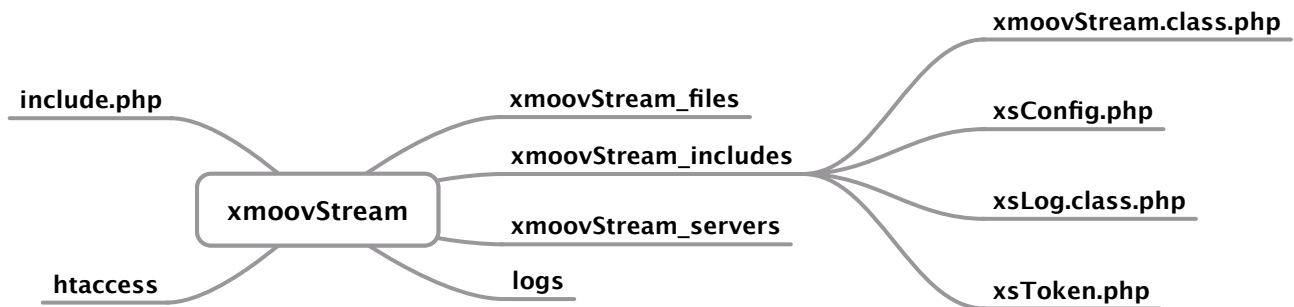 xmoovStream.class.php
include.php
xmoovStream_files
xsConfig.php
xmoovStream_includes
xmoovStream
xsLog.class.php
xmoovStream_servers
htaccess
logs
xsToken.php